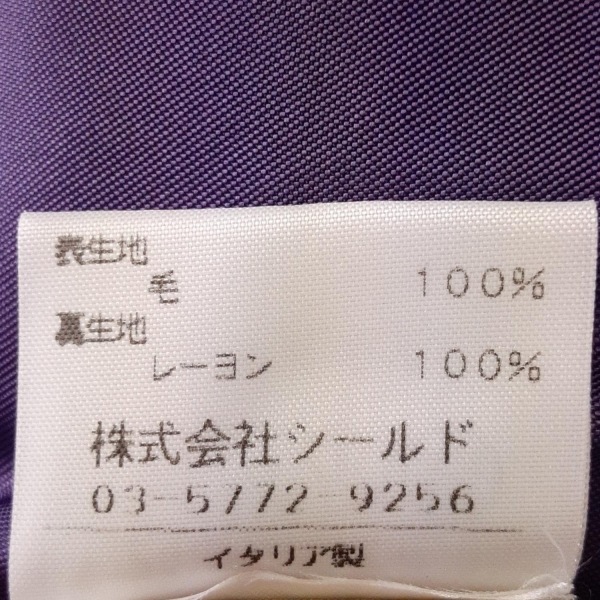 表生地
毛 100%
裏生地
レーヨン 100%
株式会社シールド
03-5772-9256
イタリア製